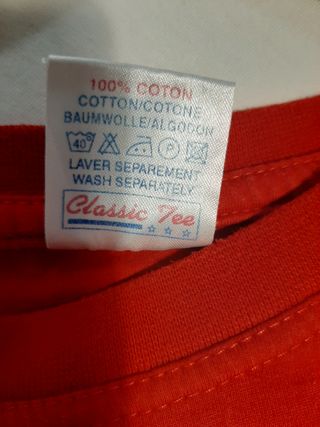 100% COTON
COTTON/COTONE
BAUMWOLLE/ALGODON
40° P
LAVER SEPAREMENT
WASH SEPARATELY
Classic Tee